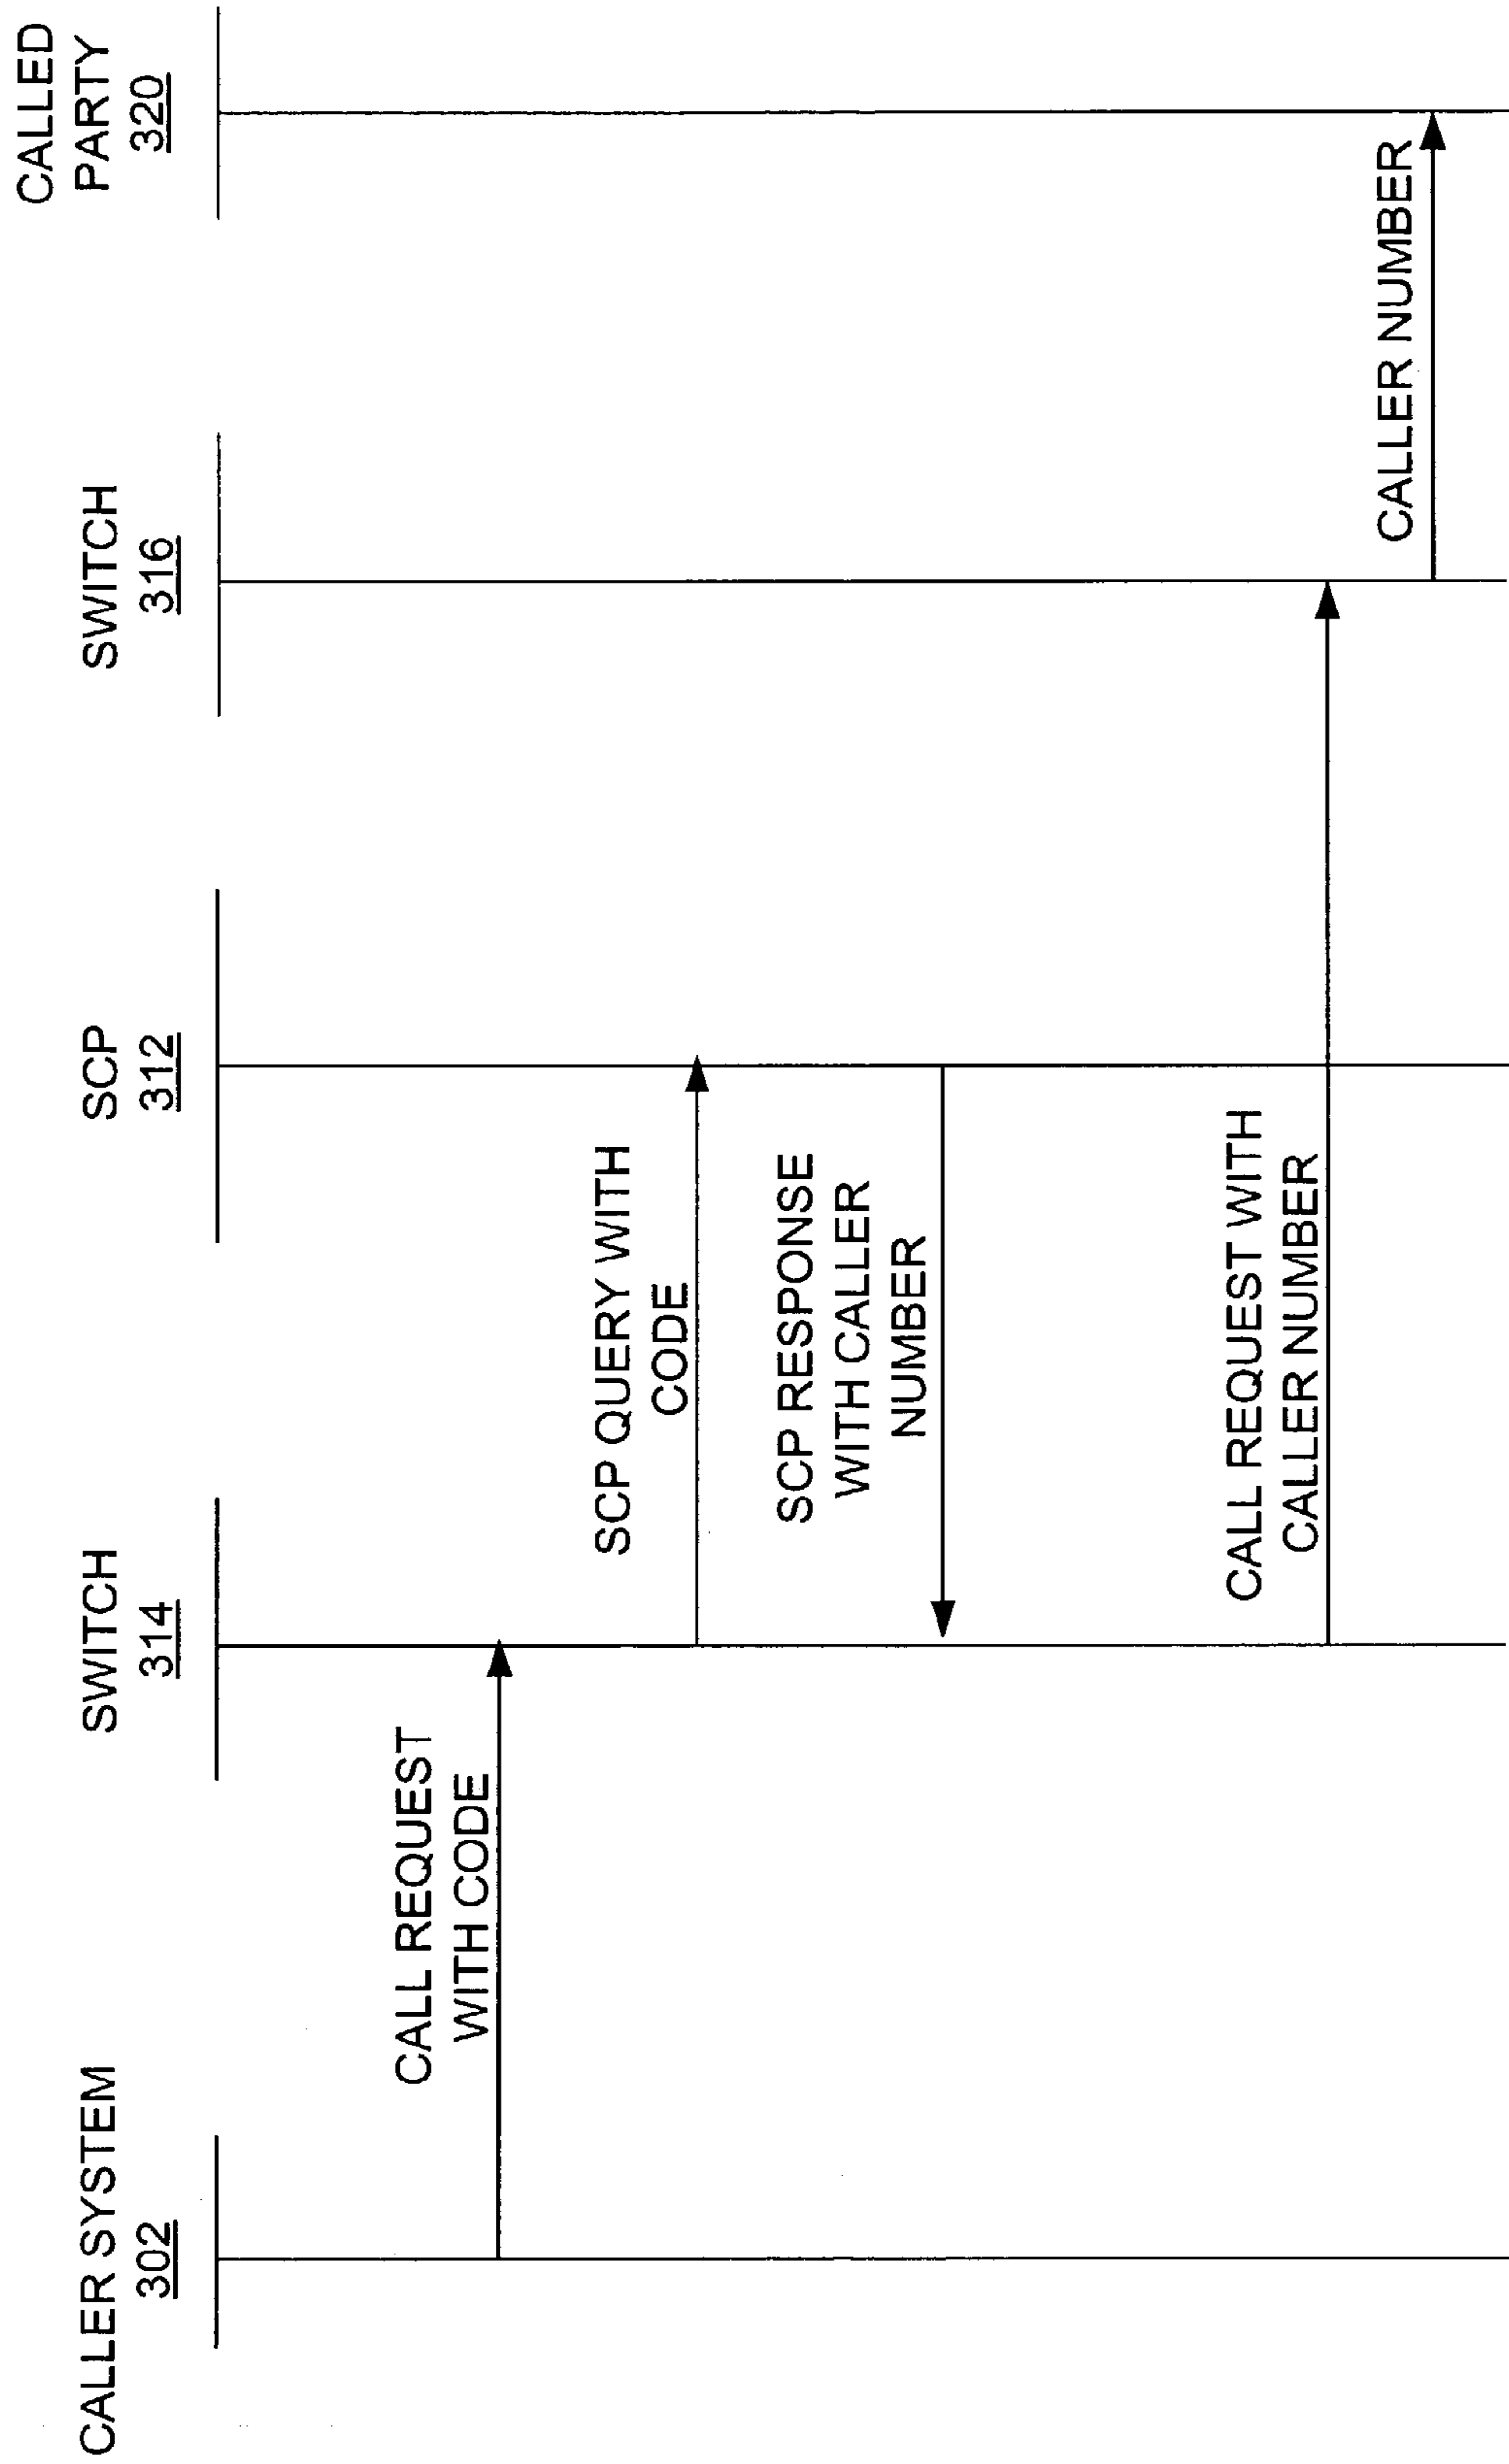 CALLER SYSTEM
302
SWITCH
314
SCP
312
SWITCH
316
CALLED
PARTY
320
CALL REQUEST
WITH CODE
SCP QUERY WITH
CODE
SCP RESPONSE
WITH CALLER
NUMBER
CALL REQUEST WITH
CALLER NUMBER
CALLER NUMBER